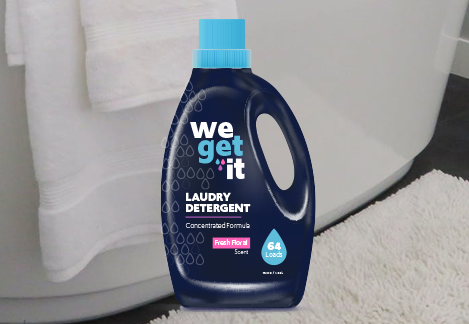 we
get
it
LAUDRY
DETERGENT
Concentrated Formula
Fresh Floral
Scent
64
Loads